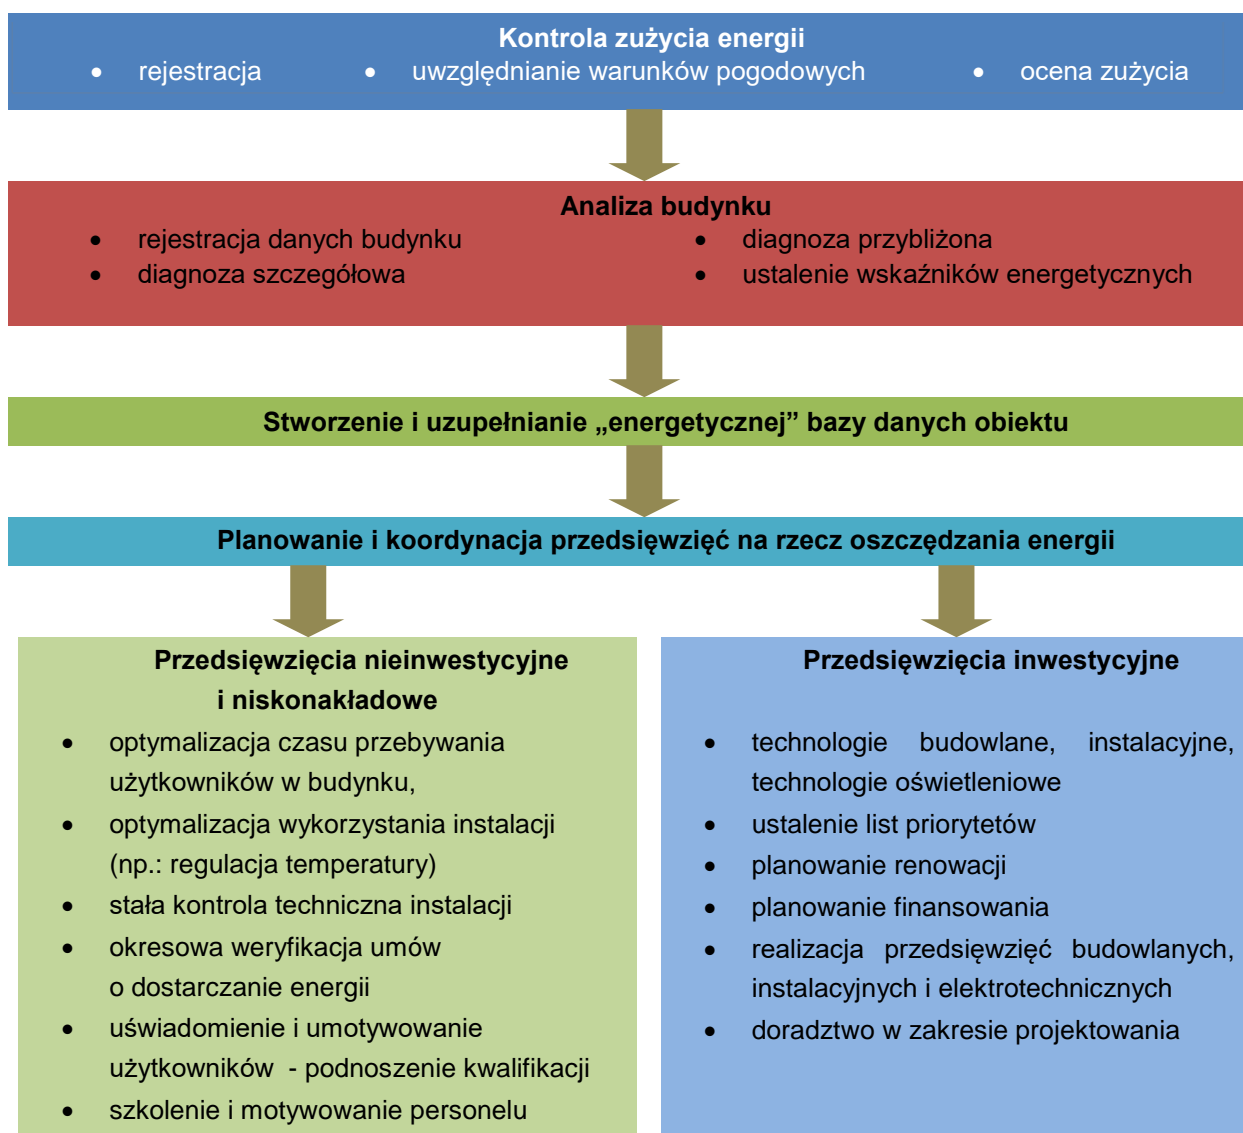 Kontrola zużycia energii
• rejestracja • uwzględnianie warunków pogodowych • ocena zużycia
Analiza budynku
• rejestracja danych budynku • diagnoza przybliżona
• diagnoza szczegółowa • ustalenie wskaźników energetycznych
Stworzenie i uzupełnianie „energetycznej” bazy danych obiektu
Planowanie i koordynacja przedsięwzięć na rzecz oszczędzania energii
Przedsięwzięcia nieinwestycyjne
i niskonakładowe
• optymalizacja czasu przebywania
użytkowników w budynku,
• optymalizacja wykorzystania instalacji
(np.: regulacja temperatury)
• stała kontrola techniczna instalacji
• okresowa weryfikacja umów
o dostarczanie energii
• uświadomienie i umotywowanie
użytkowników - podnoszenie kwalifikacji
• szkolenie i motywowanie personelu
Przedsięwzięcia inwestycyjne
• technologie budowlane, instalacyjne,
technologie oświetleniowe
• ustalenie list priorytetów
• planowanie renowacji
• planowanie finansowania
• realizacja przedsięwzięć budowlanych,
instalacyjnych i elektrotechnicznych
• doradztwo w zakresie projektowania